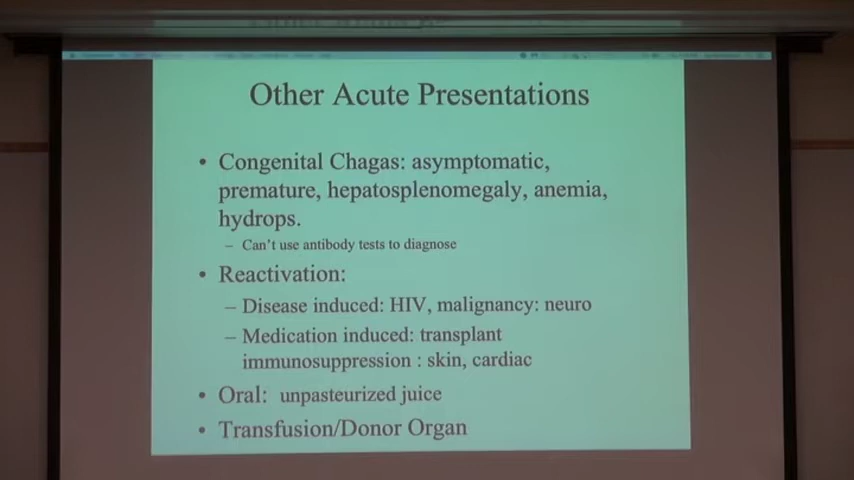 Other Acute Presentations
• Congenital Chagas: asymptomatic,
premature, hepatosplenomegaly, anemia,
hydrops.
– Can't use antibody tests to diagnose
• Reactivation:
– Disease induced: HIV, malignancy: neuro
– Medication induced: transplant
immunosuppression : skin, cardiac
• Oral: unpasteurized juice
• Transfusion/Donor Organ